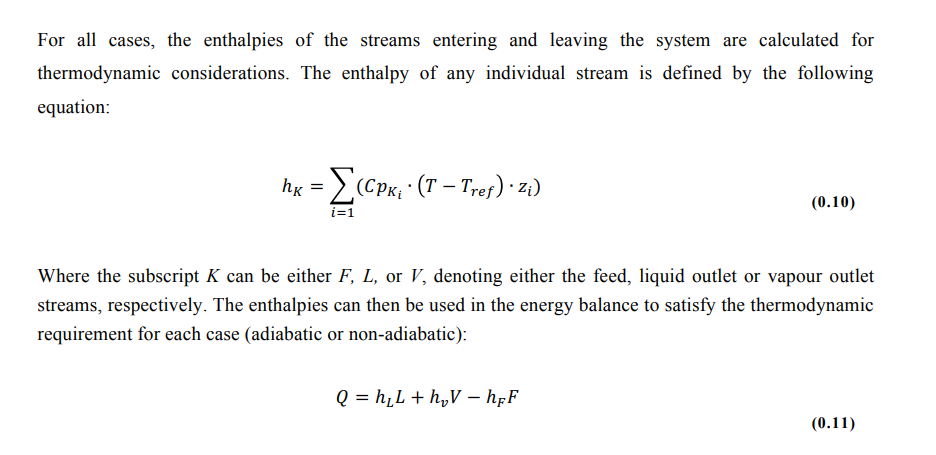 For all cases, the enthalpies of the streams entering and leaving the system are calculated for
thermodynamic considerations. The enthalpy of any individual stream is defined by the following
equation:
h_K = ∑_{i=1} (Cp_{K_i} · (T − T_{ref}) · z_i)
(0.10)
Where the subscript K can be either F, L, or V, denoting either the feed, liquid outlet or vapour outlet
streams, respectively. The enthalpies can then be used in the energy balance to satisfy the thermodynamic
requirement for each case (adiabatic or non-adiabatic):
Q = h_L L + h_v V − h_F F
(0.11)